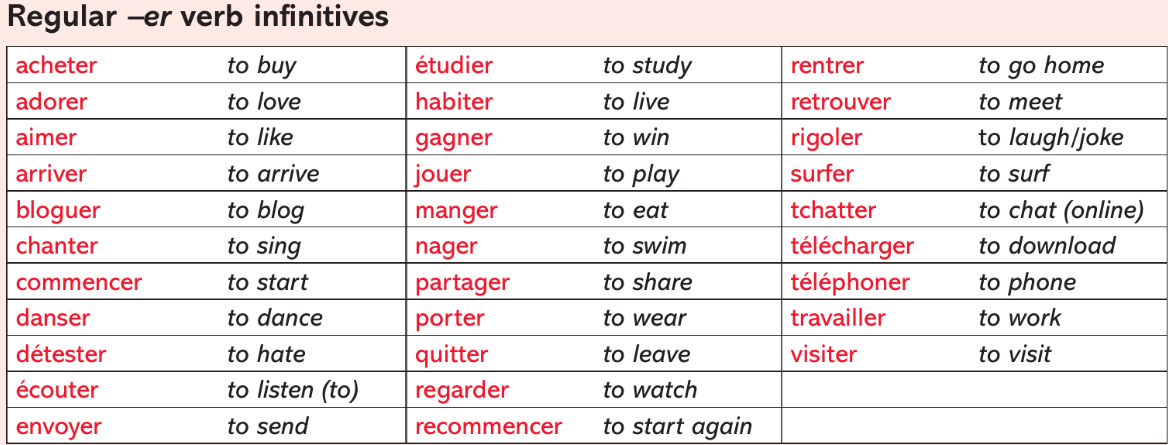 Regular –er verb infinitives
acheter to buy étudier to study rentrer to go home
adorer to love habiter to live retrouver to meet
aimer to like gagner to win rigoler to laugh/joke
arriver to arrive jouer to play surfer to surf
bloguer to blog manger to eat tchatter to chat (online)
chanter to sing nager to swim télécharger to download
commencer to start partager to share téléphoner to phone
danser to dance porter to wear travailler to work
détester to hate quitter to leave visiter to visit
écouter to listen (to) regarder to watch
envoyer to send recommencer to start again